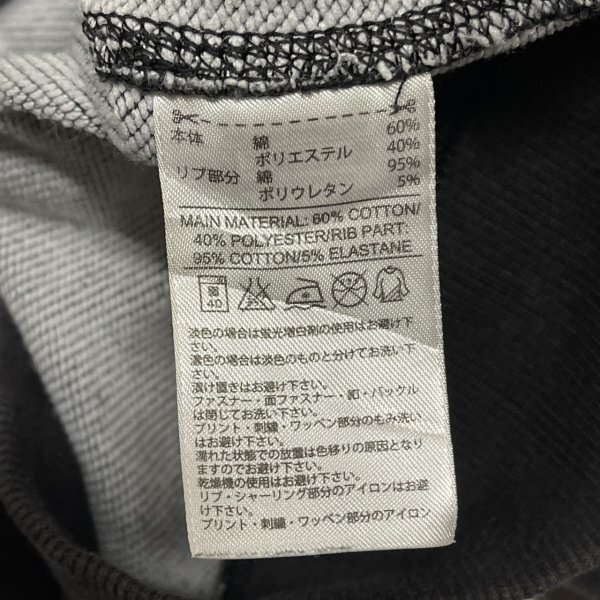 本体 綿 60%
ポリエステル 40%
リブ部分 綿 95%
ポリウレタン 5%
MAIN MATERIAL: 60% COTTON/
40% POLYESTER/RIB PART:
95% COTTON/5% ELASTANE
40
淡色の場合は蛍光増白剤の使用はお避け下
さい。
濃色の場合は淡色のものと分けてお洗い下
さい。
漬け置きはお避け下さい。
ファスナー・面ファスナー・釦・バックル
は閉じてお洗い下さい。
プリント・刺繍・ワッペン部分のもみ洗い
はお避け下さい。
濡れた状態での放置は色移りの原因となり
ますのでお避け下さい。
乾燥機の使用はお避け下さい。
リブ・シャーリング部分のアイロンはお避
け下さい。
プリント・刺繍・ワッペン部分のアイロン